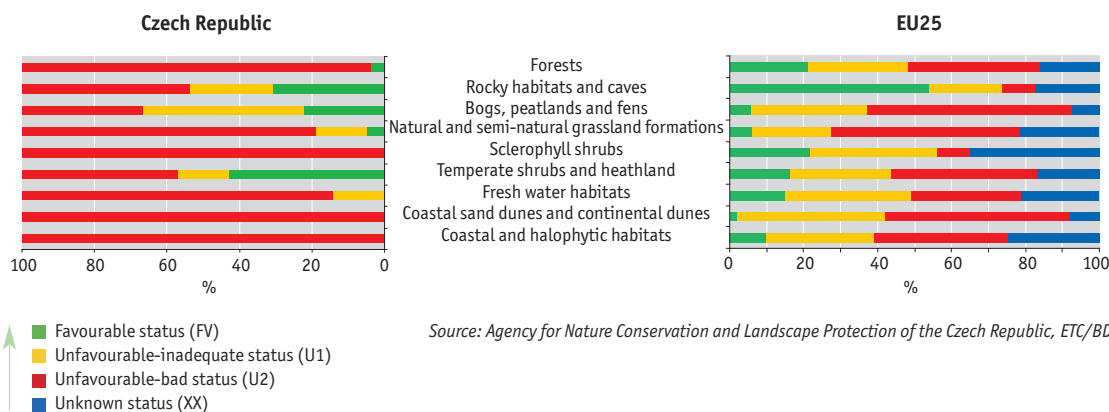 Czech Republic
EU25
Forests
Rocky habitats and caves
Bogs, peatlands and fens
Natural and semi-natural grassland formations
Sclerophyll shrubs
Temperate shrubs and heathland
Fresh water habitats
Coastal sand dunes and continental dunes
Coastal and halophytic habitats
100 80 60 40 20 0
%
0 20 40 60 80 100
%
Favourable status (FV)
Unfavourable-inadequate status (U1)
Unfavourable-bad status (U2)
Unknown status (XX)
Source: Agency for Nature Conservation and Landscape Protection of the Czech Republic, ETC/BD